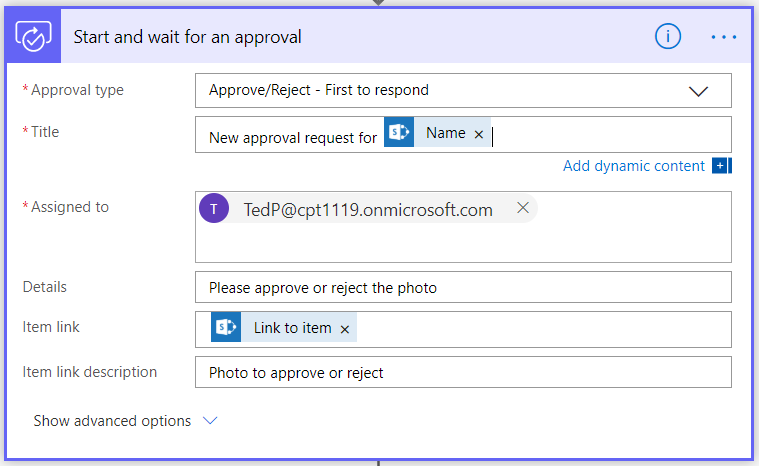 Start and wait for an approval
* Approval type Approve/Reject - First to respond
* Title New approval request for Name ×
Add dynamic content
* Assigned to T TedP@cpt1119.onmicrosoft.com
Details Please approve or reject the photo
Item link Link to item ×
Item link description Photo to approve or reject
Show advanced options